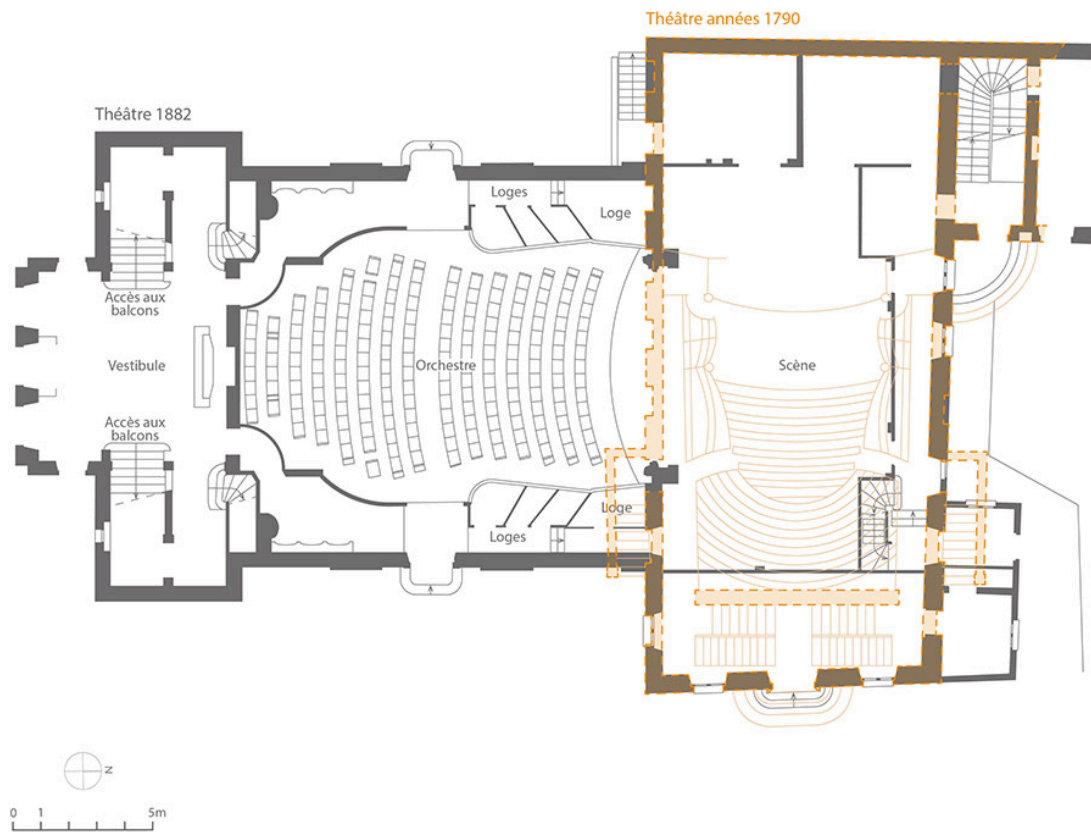 Théâtre années 1790
Théâtre 1882
Loges
Loge
Accès aux
balcons
Vestibule
Orchestre
Scène
Accès aux
balcons
Loge
Loges
N
0 1 5m